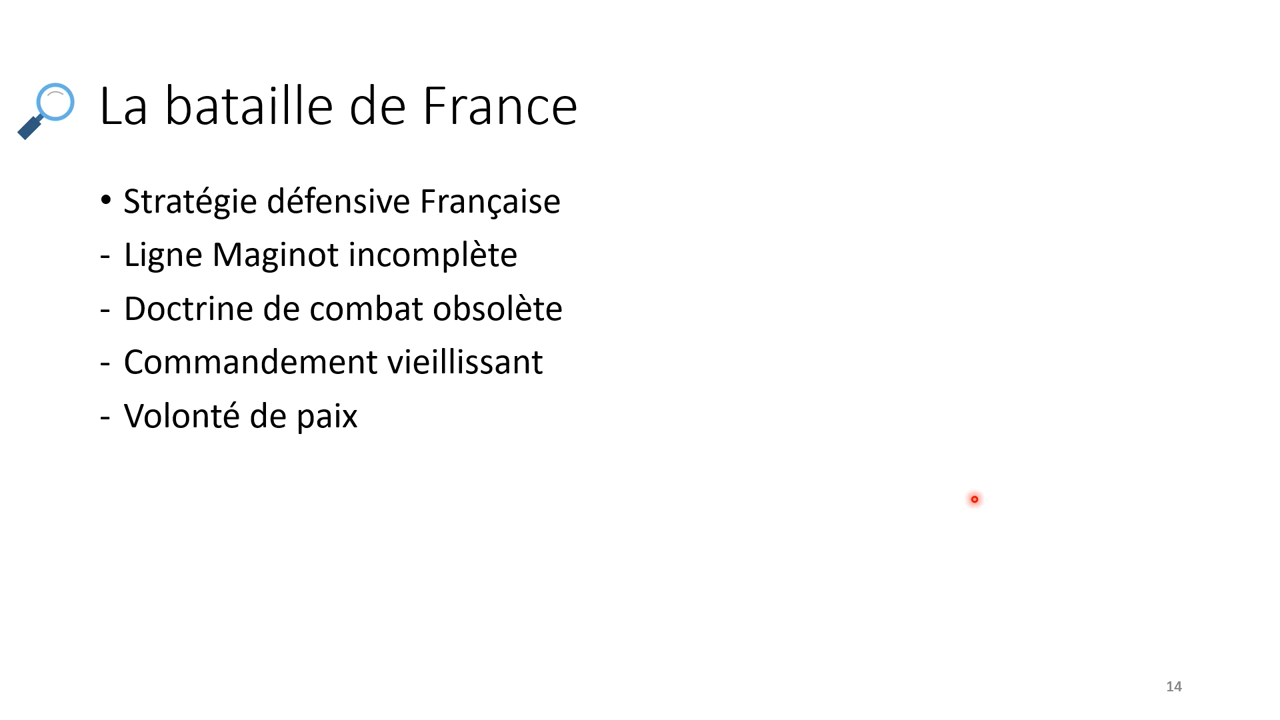 La bataille de France
• Stratégie défensive Française
- Ligne Maginot incomplète
- Doctrine de combat obsolète
- Commandement vieillissant
- Volonté de paix
14